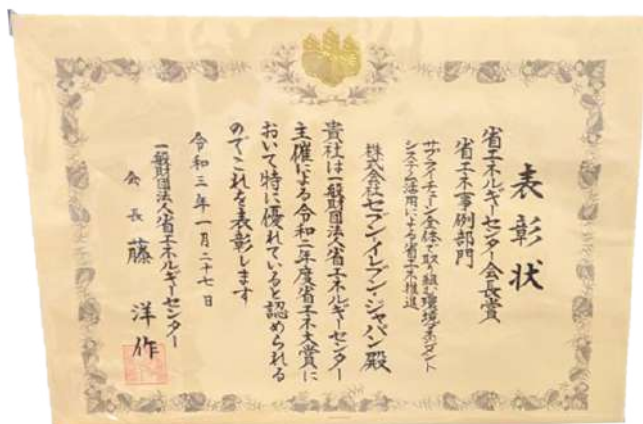 表彰状
省エネルギーセンター会長賞
省エネ事例部門
サプライチェーン全体で取り組む環境マネジメント
システム活用による省エネ推進
株式会社セブン-イレブン・ジャパン殿
貴社は一般財団法人省エネルギーセンター
主催による令和二年度省エネ大賞に
おいて特に優れていると認められる
のでこれを表彰します
令和三年一月二十七日
一般財団法人省エネルギーセンター
会長 藤 洋作